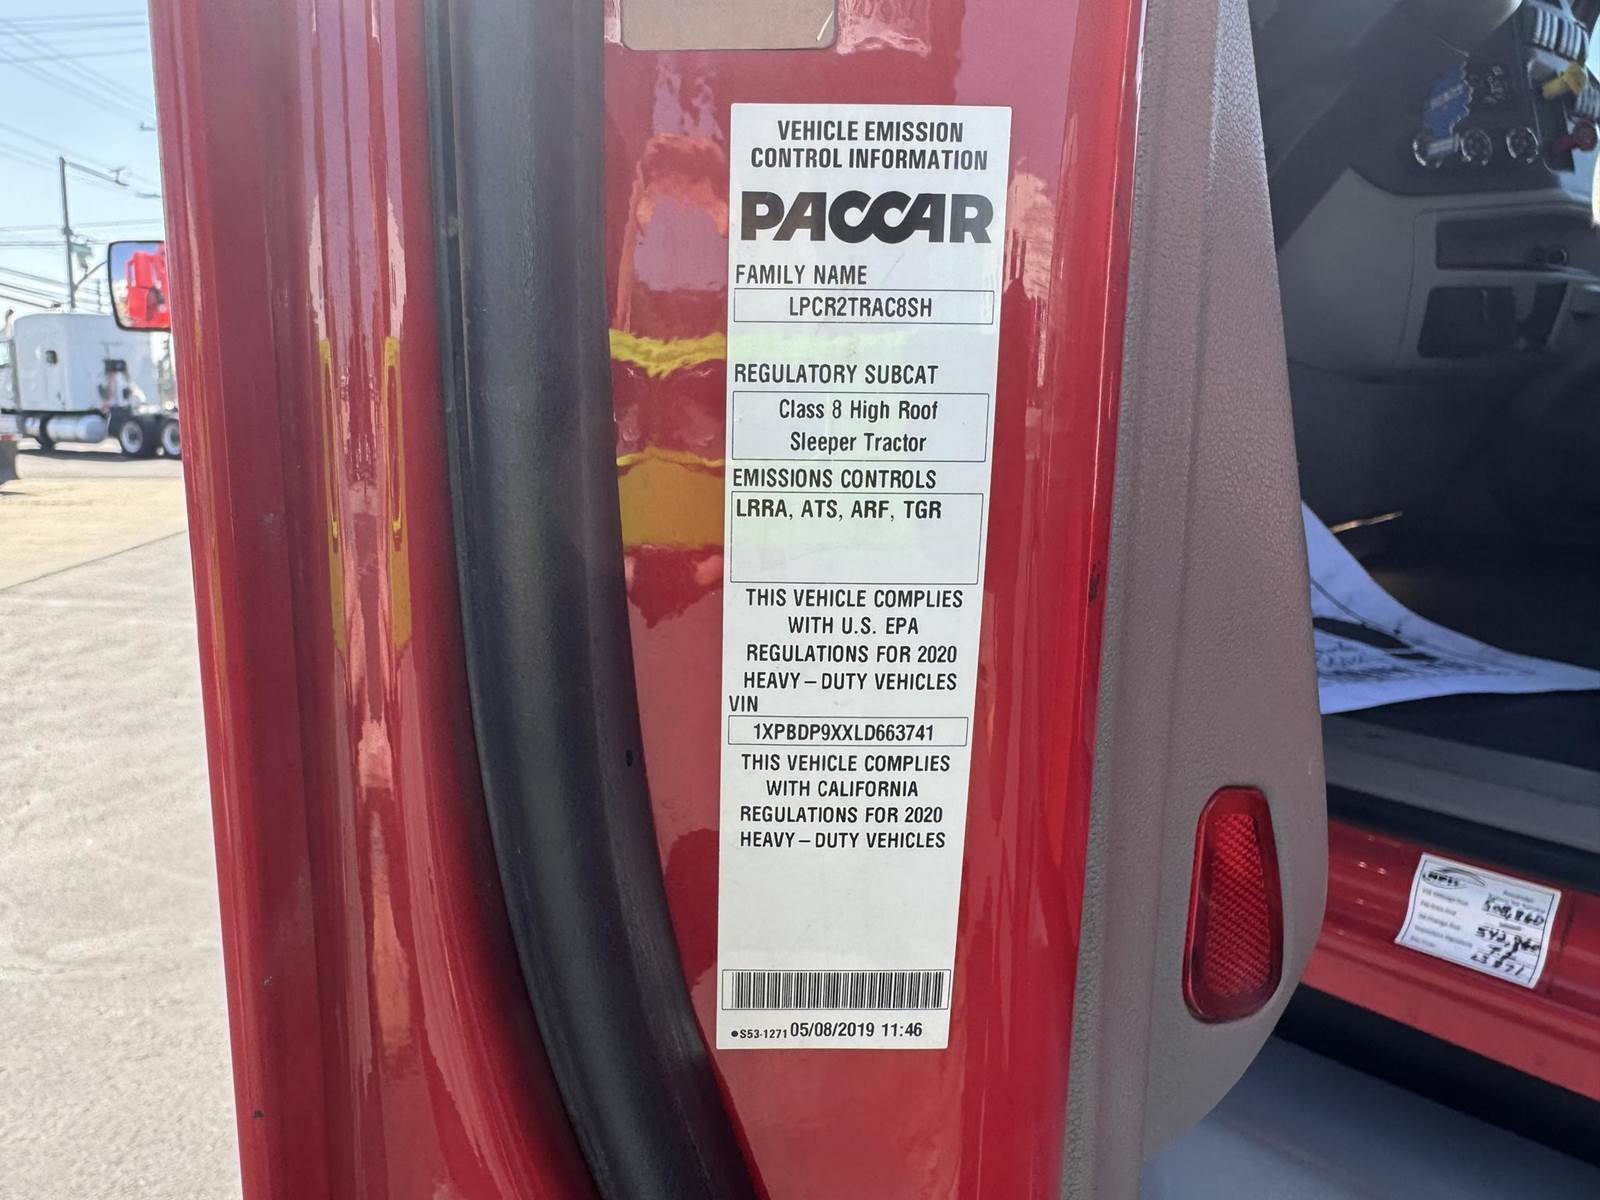 VEHICLE EMISSION
CONTROL INFORMATION
PACCAR
FAMILY NAME
LPCR2TRAC8SH
REGULATORY SUBCAT
Class 8 High Roof
Sleeper Tractor
EMISSIONS CONTROLS
LRRA, ATS, ARF, TGR
THIS VEHICLE COMPLIES
WITH U.S. EPA
REGULATIONS FOR 2020
HEAVY – DUTY VEHICLES
VIN
1XPBDP9XXLD663741
THIS VEHICLE COMPLIES
WITH CALIFORNIA
REGULATIONS FOR 2020
HEAVY – DUTY VEHICLES
●S53-1271 05/08/2019 11:46